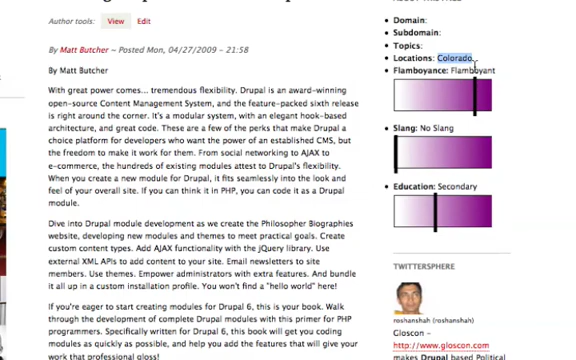 Author tools: View Edit
By Matt Butcher ~ Posted Mon, 04/27/2009 - 21:58
By Matt Butcher
With great power comes... tremendous flexibility. Drupal is an award-winning
open-source Content Management System, and the feature-packed sixth release
is right around the corner. It's a modular system, with an elegant hook-based
architecture, and great code. These are a few of the perks that make Drupal a
choice platform for developers who want the power of an established CMS, but
the freedom to make it work for them. From social networking to AJAX to
e-commerce, the hundreds of existing modules attest to Drupal's flexibility.
When you create a new module for Drupal, it fits seamlessly into the look and
feel of your overall site. If you can think it in PHP, you can code it as a Drupal
module.
Dive into Drupal module development as we create the Philosopher Biographies
website, developing new modules and themes to meet practical goals. Create
custom content types. Add AJAX functionality with the jQuery library. Use
external XML APIs to add content to your site. Email newsletters to site
members. Use themes. Empower administrators with extra features. And bundle
it all up in a custom installation profile. You won't find a "hello world" here!
If you're eager to start creating modules for Drupal 6, this is your book. Walk
through the development of complete Drupal modules with this primer for PHP
programmers. Specifically written for Drupal 6, this book will get you coding
modules as quickly as possible, and help you add the features that will give your
work that professional gloss!
Domain:
Subdomain:
Topics:
Locations: Colorado
Flamboyance: Flamboyant
Slang: No Slang
Education: Secondary
TWITTERSPHERE
roshanshah (roshanshah)
Gloscon -
http://www.gloscon.com
makes Drupal based Political